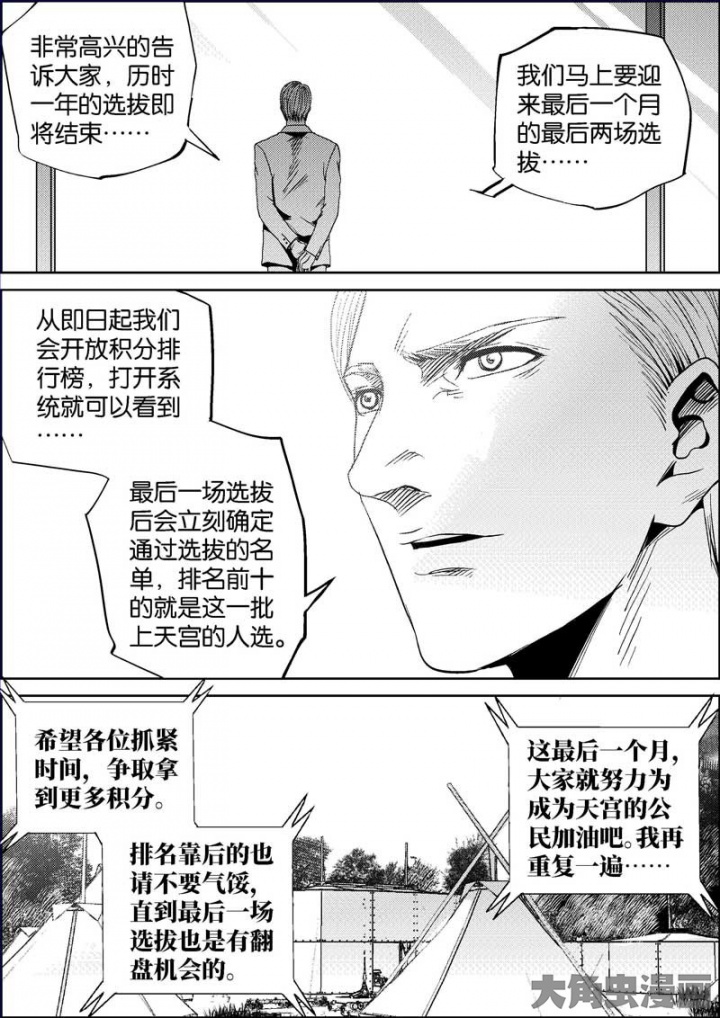 非常高兴的告
诉大家，历时
一年的选拔即
将结束……
我们马上要迎
来最后一个月
的最后两场选
拔……
从即日起我们
会开放积分排
行榜，打开系
统就可以看到
……
最后一场选拔
后会立刻确定
通过选拔的名
单，排名前十
的就是这一批
上天宫的人选。
希望各位抓紧
时间，争取拿
到更多积分。
排名靠后的也
请不要气馁，
直到最后一场
选拔也是有翻
盘机会的。
这最后一个月，
大家就努力为
成为天宫的公
民加油吧。我再
重复一遍……
大角虫漫画